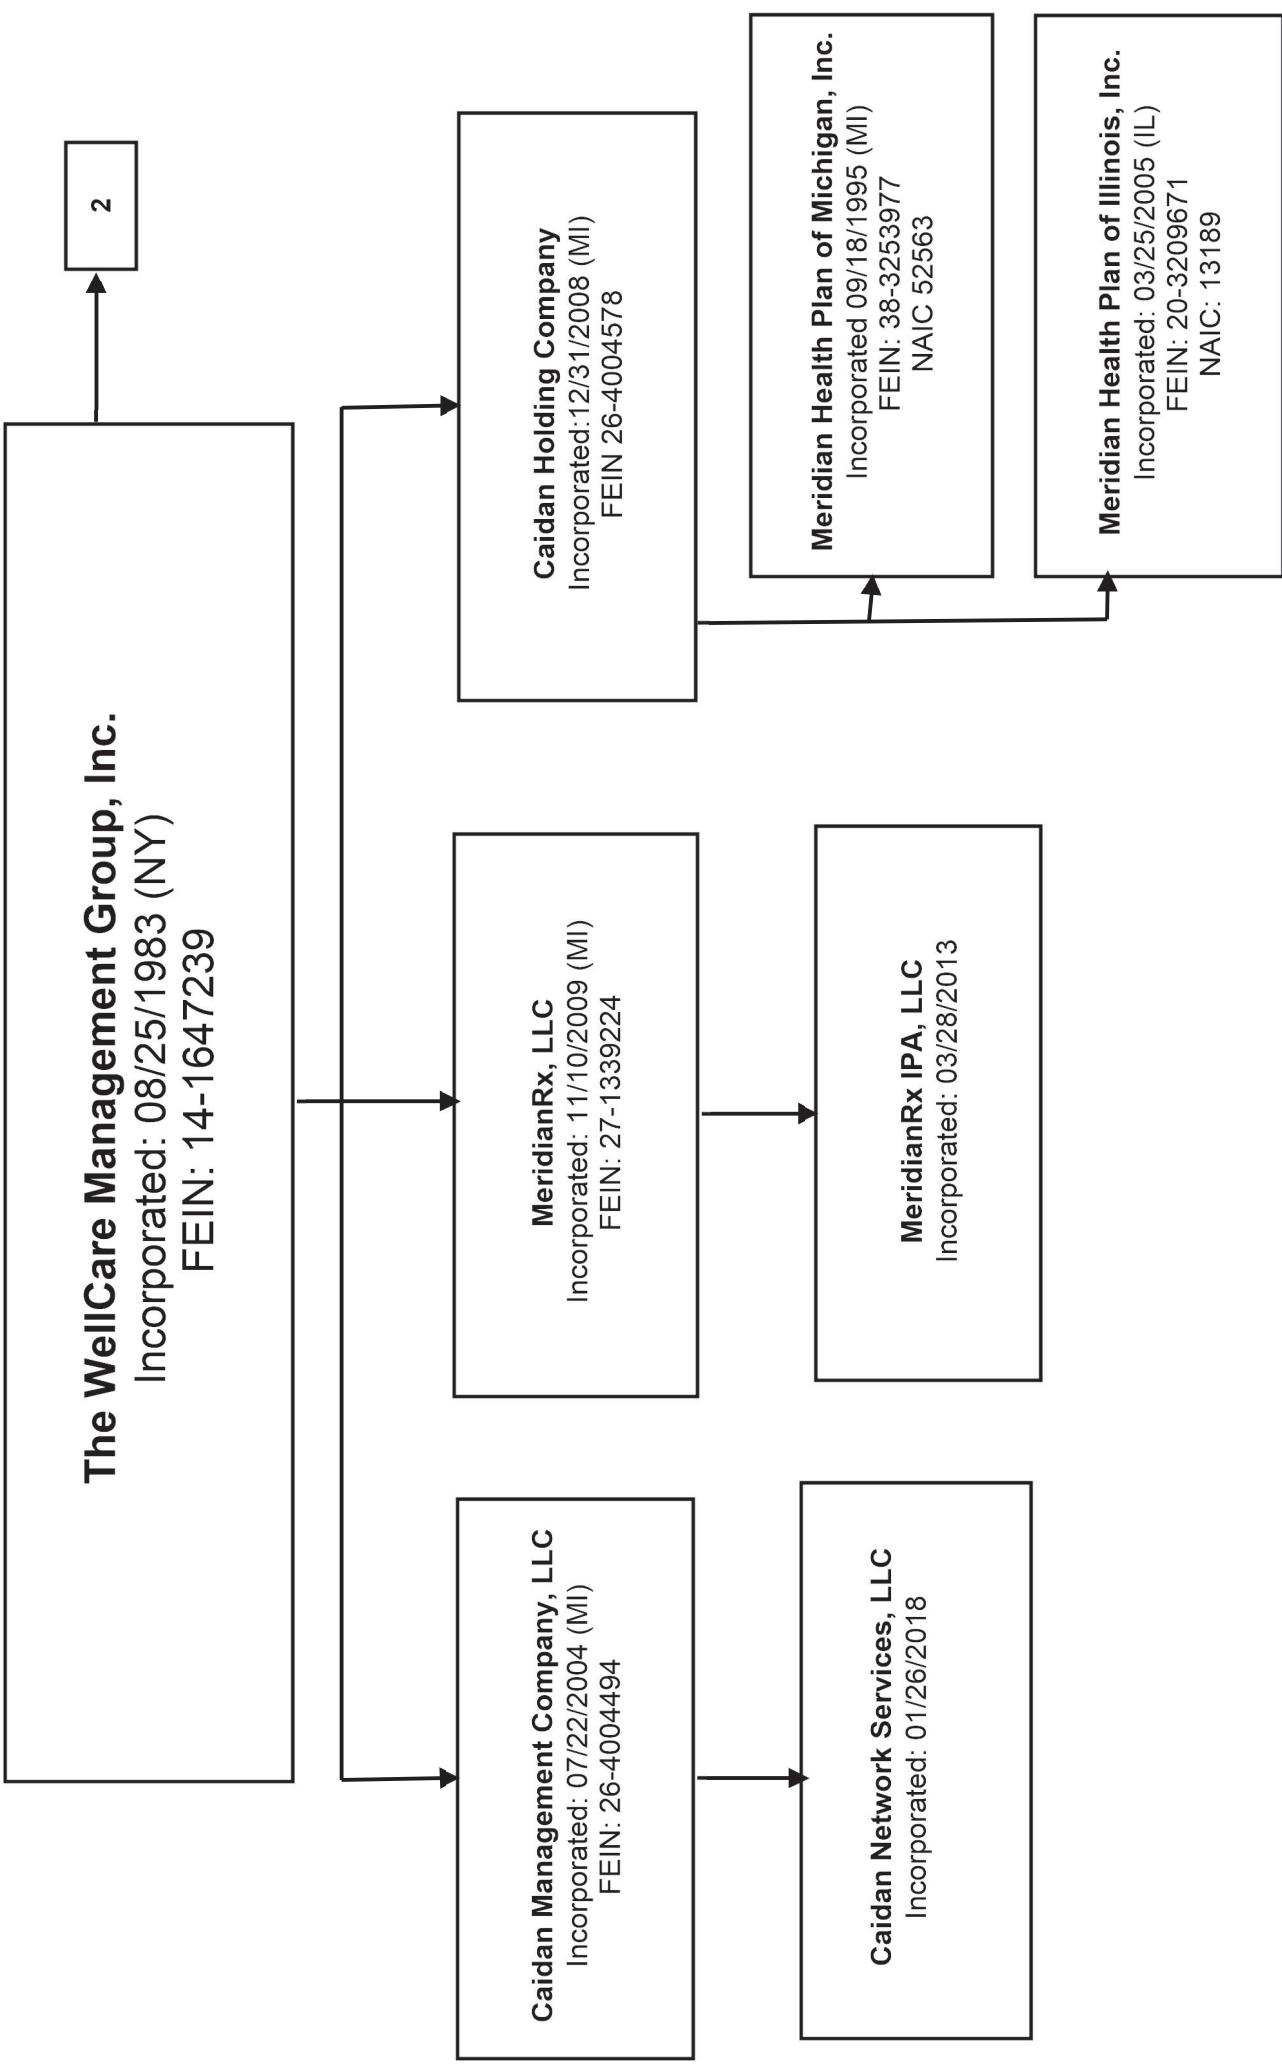 The WellCare Management Group, Inc.
Incorporated: 08/25/1983 (NY)
FEIN: 14-1647239
2
Caidan Management Company, LLC
Incorporated: 07/22/2004 (MI)
FEIN: 26-4004494
MeridianRx, LLC
Incorporated: 11/10/2009 (MI)
FEIN: 27-1339224
Caidan Holding Company
Incorporated:12/31/2008 (MI)
FEIN 26-4004578
Caidan Network Services, LLC
Incorporated: 01/26/2018
MeridianRx IPA, LLC
Incorporated: 03/28/2013
Meridian Health Plan of Michigan, Inc.
Incorporated 09/18/1995 (MI)
FEIN: 38-3253977
NAIC 52563
Meridian Health Plan of Illinois, Inc.
Incorporated: 03/25/2005 (IL)
FEIN: 20-3209671
NAIC: 13189